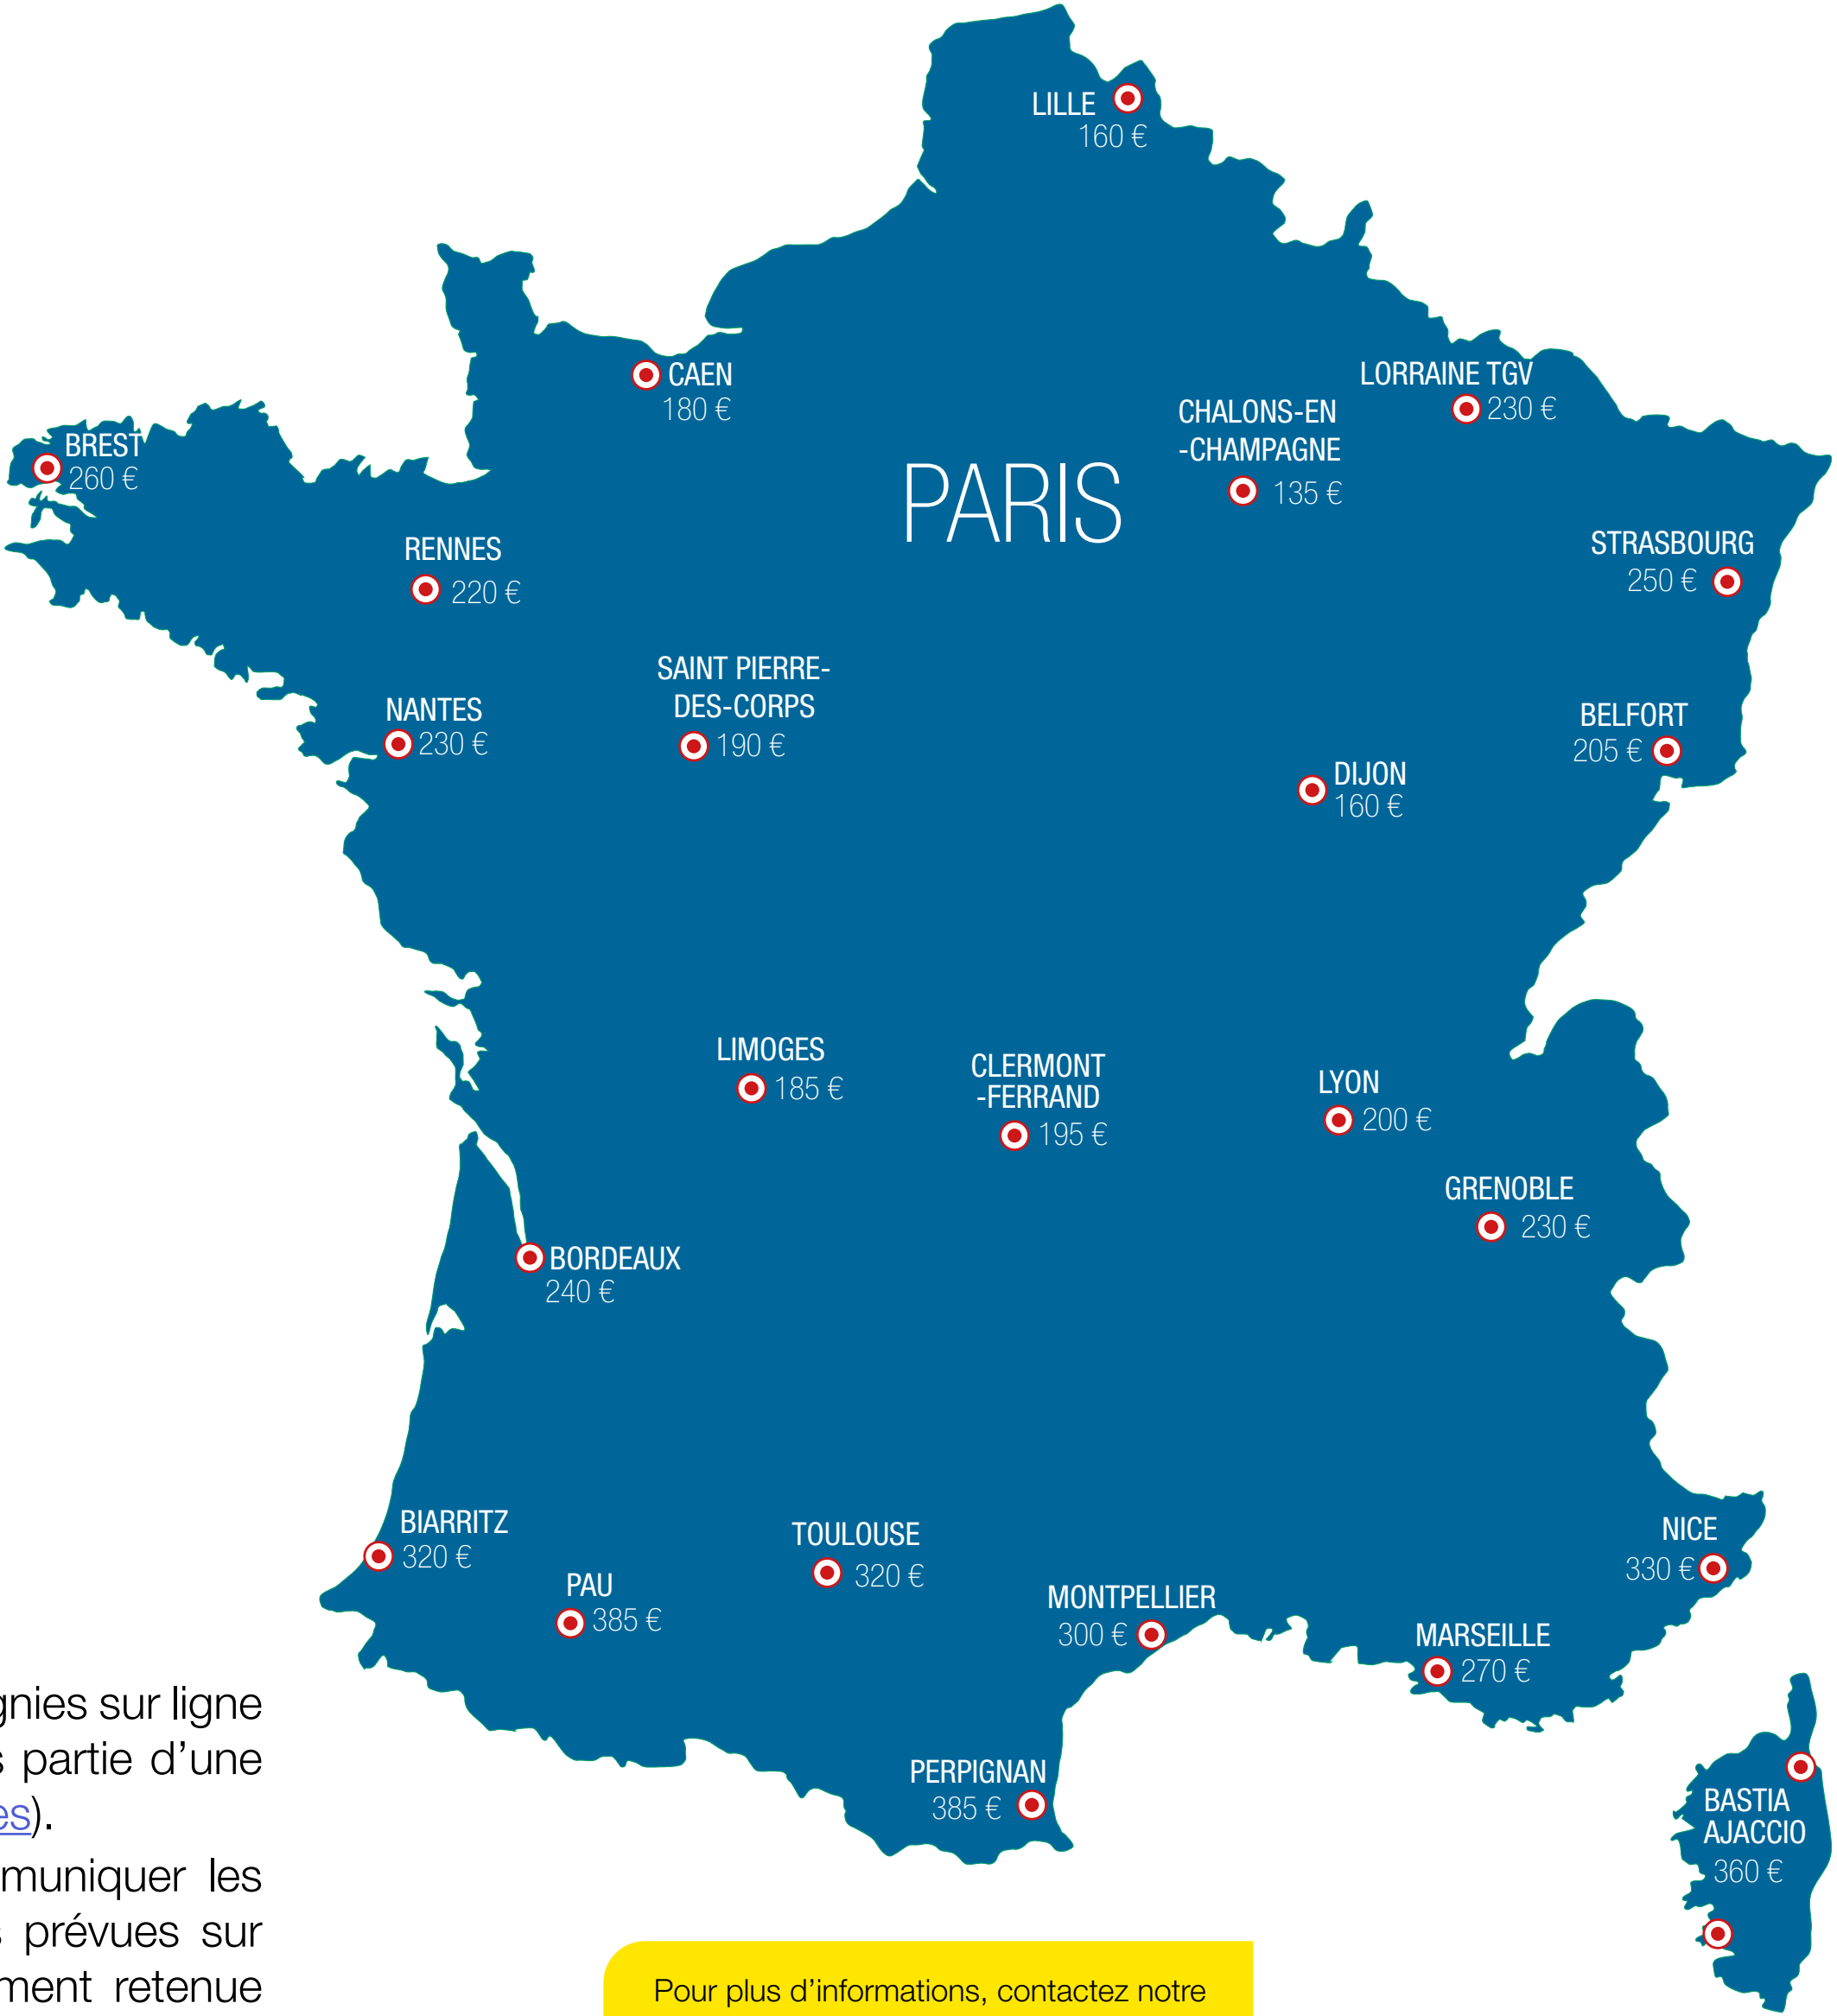 LILLE
160 €
CAEN
180 €
LORRAINE TGV
230 €
CHALONS-EN
-CHAMPAGNE
135 €
BREST
260 €
PARIS
RENNES
220 €
STRASBOURG
250 €
SAINT PIERRE-
DES-CORPS
190 €
NANTES
230 €
BELFORT
205 €
DIJON
160 €
LIMOGES
185 €
CLERMONT
-FERRAND
195 €
LYON
200 €
GRENOBLE
230 €
BORDEAUX
240 €
BIARRITZ
320 €
TOULOUSE
320 €
NICE
330 €
PAU
385 €
MONTPELLIER
300 €
MARSEILLE
270 €
PERPIGNAN
385 €
BASTIA
AJACCIO
360 €
gnies sur ligne
s partie d’une
es).
muniquer les
s prévues sur
ment retenue
Pour plus d’informations, contactez notre